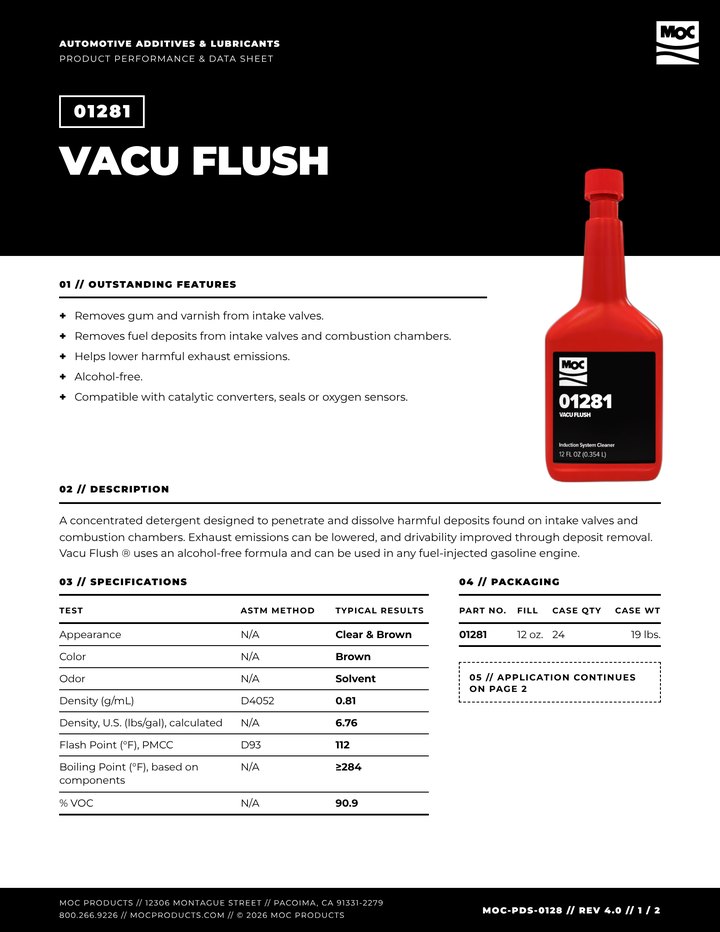 AUTOMOTIVE ADDITIVES & LUBRICANTS
PRODUCT PERFORMANCE & DATA SHEET
MOC
01281
VACU FLUSH
01 // OUTSTANDING FEATURES
+ Removes gum and varnish from intake valves.
+ Removes fuel deposits from intake valves and combustion chambers.
+ Helps lower harmful exhaust emissions.
+ Alcohol-free.
+ Compatible with catalytic converters, seals or oxygen sensors.
MOC
01281
VACU FLUSH
Induction System Cleaner
12 FL OZ (0.354 L)
02 // DESCRIPTION
A concentrated detergent designed to penetrate and dissolve harmful deposits found on intake valves and
combustion chambers. Exhaust emissions can be lowered, and drivability improved through deposit removal.
Vacu Flush ® uses an alcohol-free formula and can be used in any fuel-injected gasoline engine.
03 // SPECIFICATIONS
TEST ASTM METHOD TYPICAL RESULTS
Appearance N/A Clear & Brown
Color N/A Brown
Odor N/A Solvent
Density (g/mL) D4052 0.81
Density, U.S. (lbs/gal), calculated N/A 6.76
Flash Point (°F), PMCC D93 112
Boiling Point (°F), based on N/A ≥284
components
% VOC N/A 90.9
04 // PACKAGING
PART NO. FILL CASE QTY CASE WT
01281 12 oz. 24 19 lbs.
05 // APPLICATION CONTINUES
ON PAGE 2
MOC PRODUCTS // 12306 MONTAGUE STREET // PACOIMA, CA 91331-2279
800.266.9226 // MOCPRODUCTS.COM // © 2026 MOC PRODUCTS
MOC-PDS-0128 // REV 4.0 // 1 / 2